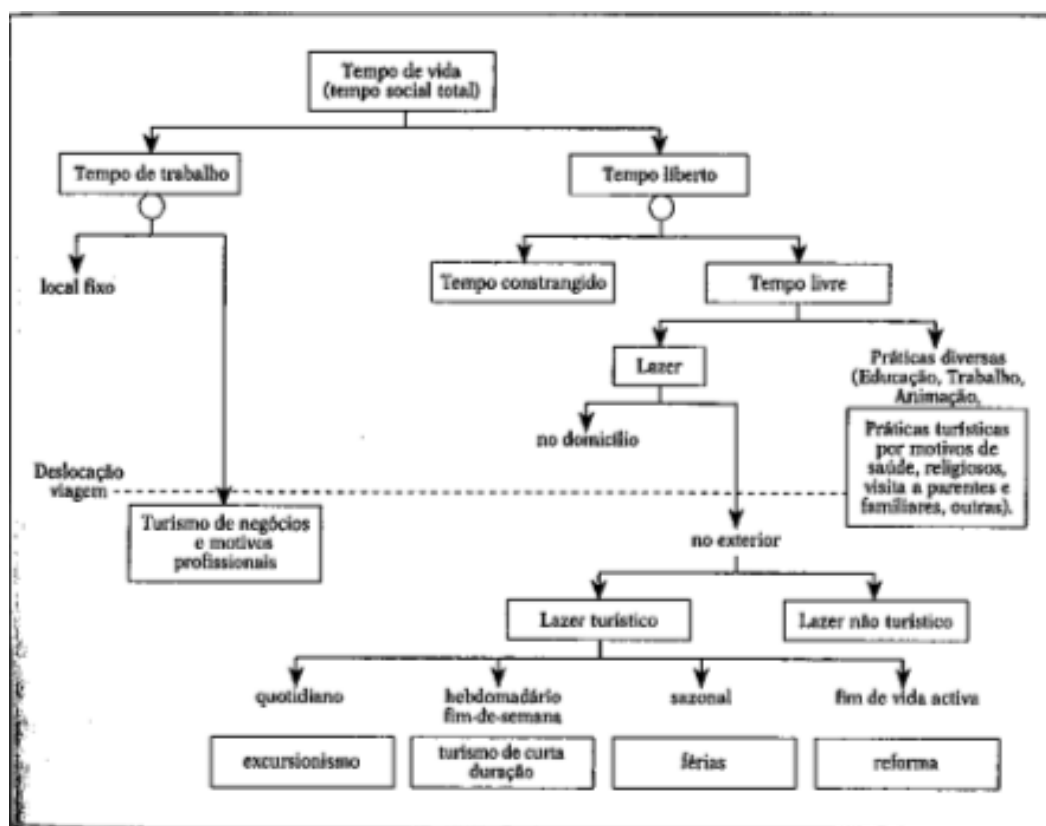 Tempo de vida
(tempo social total)
Tempo de trabalho
Tempo liberto
local fixo
Tempo constrangido
Tempo livre
Lazer
Práticas diversas
(Educação, Trabalho,
Animação,
no domicílio
Práticas turísticas
por motivos de
saúde, religiosos,
visita a parentes e
familiares, outras).
Deslocação
viagem
Turismo de negócios
e motivos
profissionais
no exterior
Lazer turístico
Lazer não turístico
quotidiano
hebdomadário
fim-de-semana
sazonal
fim de vida activa
excursionismo
turismo de curta
duração
férias
reforma